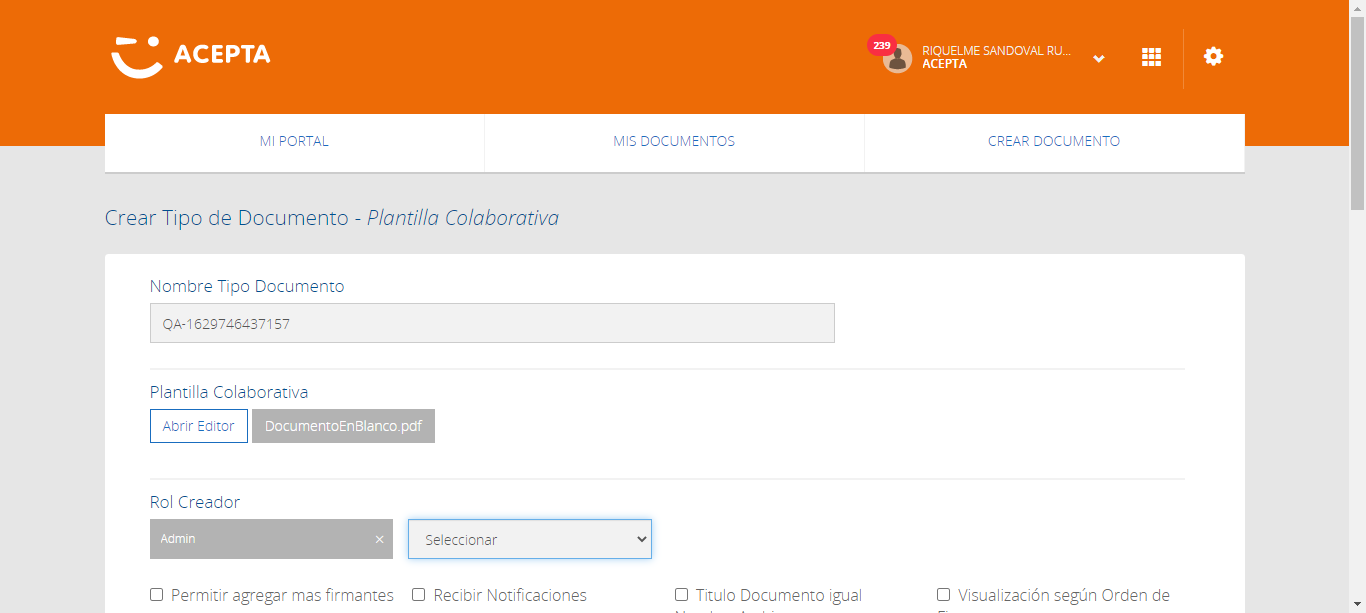 ACEPTA
239
RIQUELME SANDOVAL RU...
ACEPTA
MI PORTAL
MIS DOCUMENTOS
CREAR DOCUMENTO
Crear Tipo de Documento - Plantilla Colaborativa
Nombre Tipo Documento
QA-1629746437157
Plantilla Colaborativa
Abrir Editor
DocumentoEnBlanco.pdf
Rol Creador
Admin ×
Seleccionar
Permitir agregar mas firmantes
Recibir Notificaciones
Titulo Documento igual
Visualización según Orden de